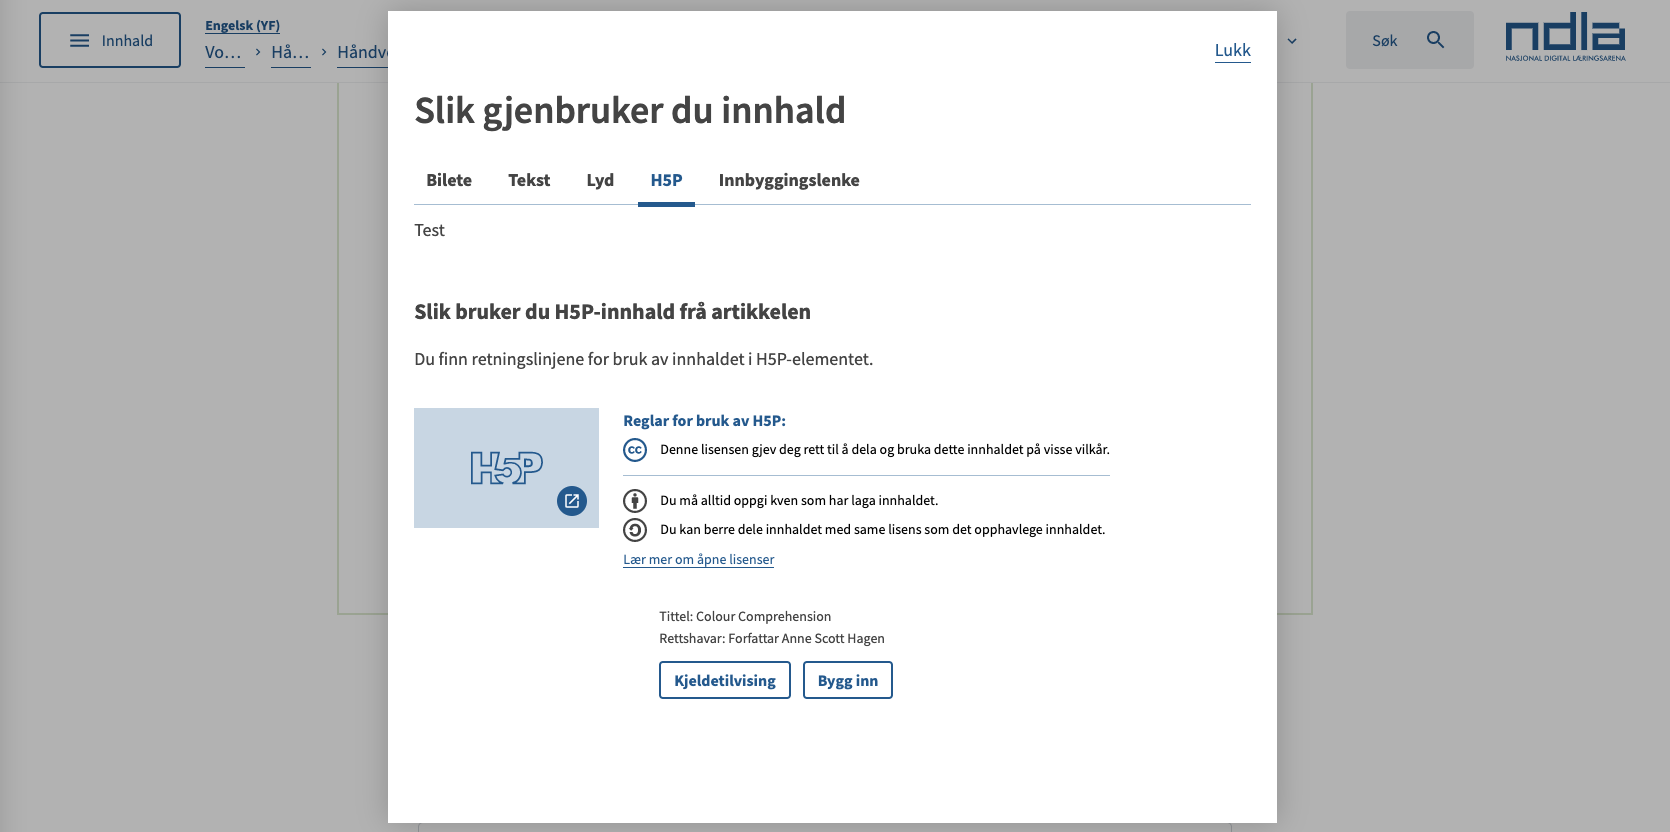 Innhald
Engelsk (YF)
Vo... › Hå... ›
Søk
ndla
NASJONAL DIGITAL LÆRINGSARENA
Lukk
Slik gjenbruker du innhald
Bilete Tekst Lyd H5P Innbyggingslenke
Test
Slik bruker du H5P-innhald frå artikkelen
Du finn retningslinjene for bruk av innhaldet i H5P-elementet.
H5P
Reglar for bruk av H5P:
CC Denne lisensen gjev deg rett til å dela og bruka dette innhaldet på visse vilkår.
Du må alltid oppgi kven som har laga innhaldet.
Du kan berre dele innhaldet med same lisens som det opphavlege innhaldet.
Lær mer om åpne lisenser
Tittel: Colour Comprehension
Rettshavar: Forfattar Anne Scott Hagen
Kjeldetilvising Bygg inn